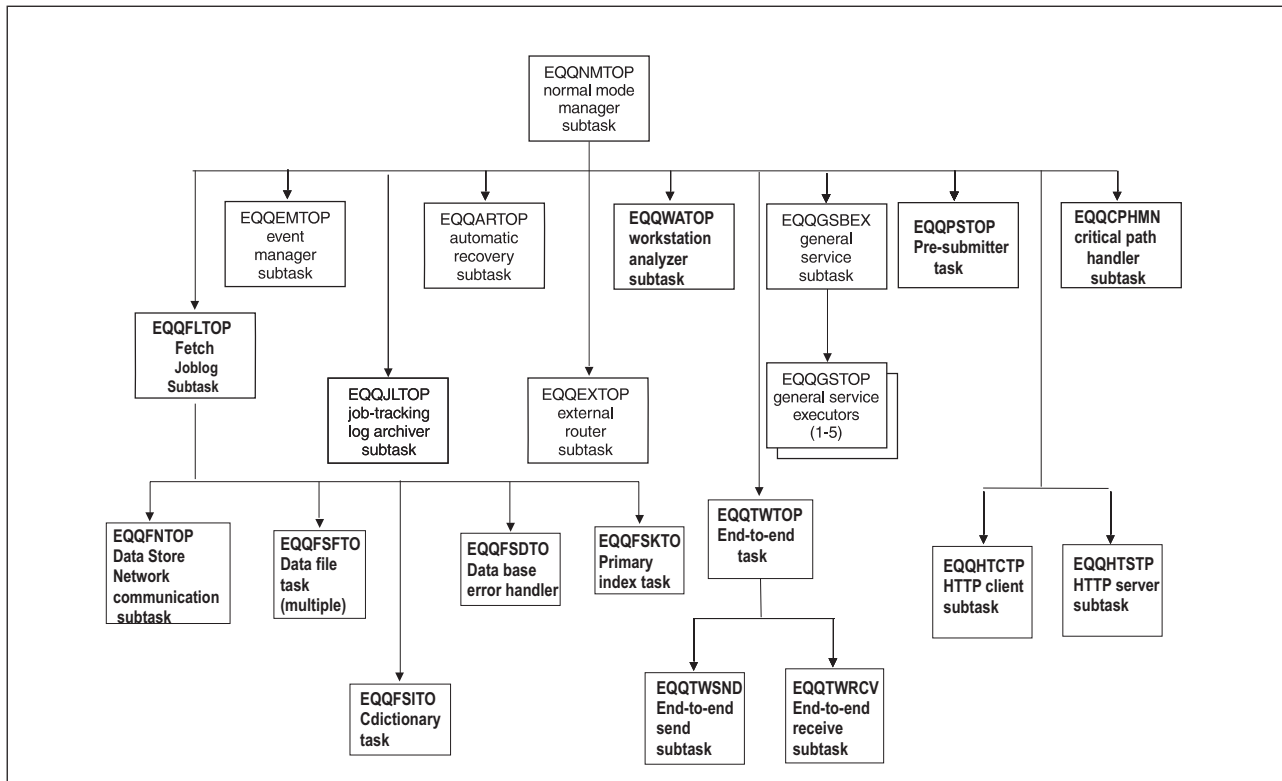 EQQNMTOP
normal mode
manager
subtask
EQQEMTOP
event
manager
subtask
EQQARTOP
automatic
recovery
subtask
EQQWATOP
workstation
analyzer
subtask
EQQGSBEX
general
service
subtask
EQQPSTOP
Pre-submitter
task
EQQCPHMN
critical path
handler
subtask
EQQFLTOP
Fetch
Joblog
Subtask
EQQJLTOP
job-tracking
log archiver
subtask
EQQEXTOP
external
router
subtask
EQQGSTOP
general service
executors
(1-5)
EQQFNTOP
Data Store
Network
communication
subtask
EQQFSFTO
Data file
task
(multiple)
EQQFSDTO
Data base
error handler
EQQFSKTO
Primary
index task
EQQTWTOP
End-to-end
task
EQQHTCTP
HTTP client
subtask
EQQHTSTP
HTTP server
subtask
EQQFSITO
Cdictionary
task
EQQTWSND
End-to-end
send
subtask
EQQTWRCV
End-to-end
receive
subtask